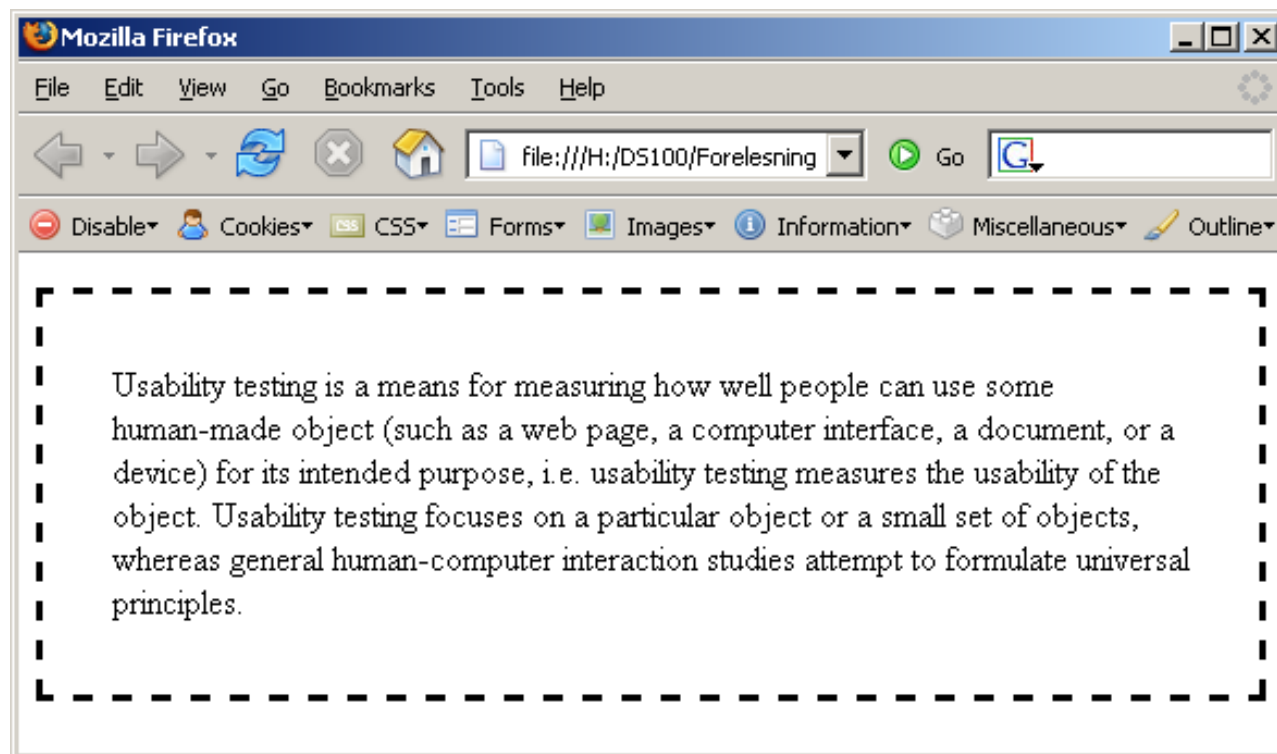 Mozilla Firefox
File Edit View Go Bookmarks Tools Help
file:///H:/DS100/Forelesning Go G
Disable Cookies CSS CSS Forms Images Information Miscellaneous Outline
Usability testing is a means for measuring how well people can use some
human-made object (such as a web page, a computer interface, a document, or a
device) for its intended purpose, i.e. usability testing measures the usability of the
object. Usability testing focuses on a particular object or a small set of objects,
whereas general human-computer interaction studies attempt to formulate universal
principles.